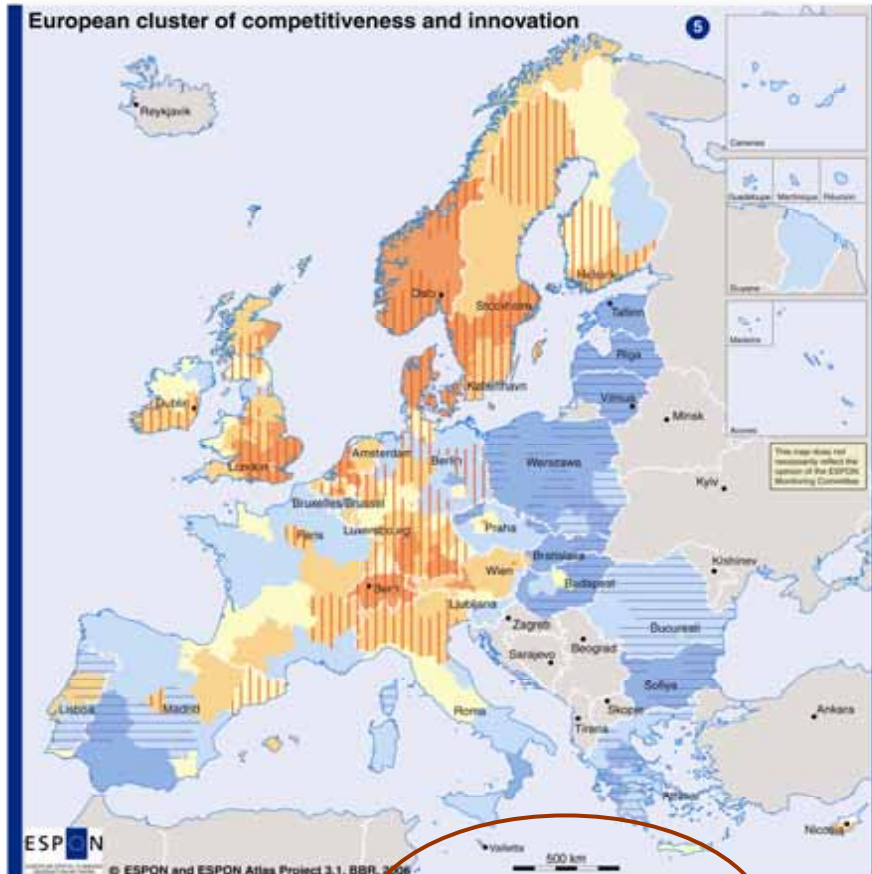 European cluster of competitiveness and innovation
5
Reykjavik
Canarias
Guadeloupe Martinique Réunion
Guyane
Madeira
Acores
This map does not
necessarily reflect the
opinion of the ESPON
Monitoring Committee
Oslo
Stockholm
Helsinki
Tallinn
Riga
Vilnius
Minsk
København
Dublin
London
Amsterdam
Berlin
Warszawa
Kyiv
Bruxelles/Brussel
Luxembourg
Praha
Paris
Kishinev
Bratislava
Wien
Budapest
Bern
Ljubljana
Zagreb
Bucuresti
Beograd
Sarajevo
Sofiya
Lisboa
Madrid
Roma
Skopje
Tirana
Ankara
Nicosia
Valletta
500 km
ESPON
© ESPON and ESPON Atlas Project 3.1, BBR, 2006